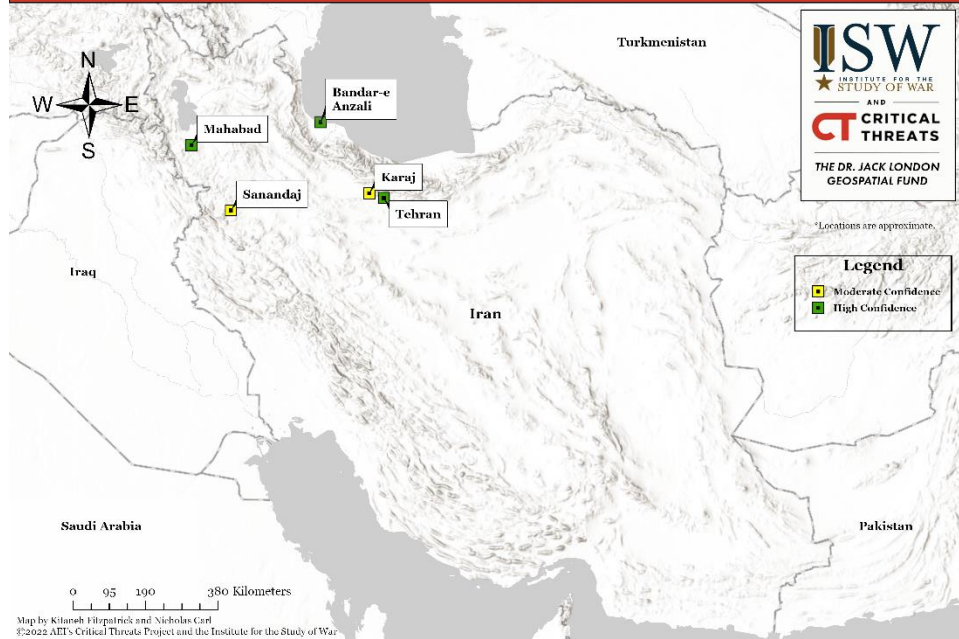 Turkmenistan
ISW
INSTITUTE FOR THE
STUDY OF WAR
AND
CT CRITICAL
THREATS
THE DR. JACK LONDON
GEOSPATIAL FUND
N
W E
S
Bandar-e
Anzali
Mahabad
Karaj
Sanandaj
Tehran
*Locations are approximate.
Legend
Moderate Confidence
High Confidence
Iraq
Iran
Saudi Arabia
Pakistan
0 95 190 380 Kilometers
Map by Kitaneh Fitzpatrick and Nicholas Carl
©2022 AEI's Critical Threats Project and the Institute for the Study of War